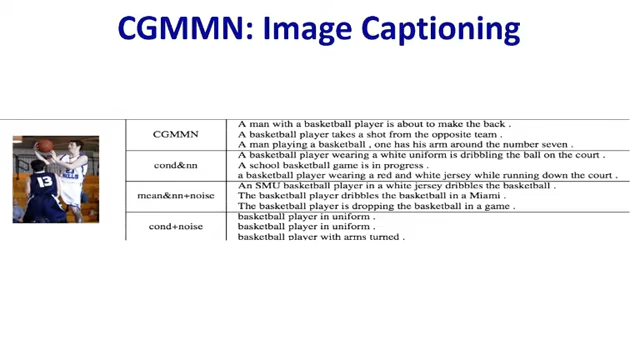 CGMMN: Image Captioning
CGMMN
A man with a basketball player is about to make the back .
A basketball player takes a shot from the opposite team .
A man playing a basketball , one has his arm around the number seven .
cond&nn
A basketball player wearing a white uniform is dribbling the ball on the court .
A school basketball game is in progress .
a basketball player wearing a red and white jersey while running down the court .
mean&nn+noise
An SMU basketball player in a white jersey dribbles the basketball .
The basketball player dribbles the basketball in a Miami .
The basketball player is dropping the basketball in a game .
cond+noise
basketball player in uniform .
basketball player in uniform .
basketball player with arms turned .
13